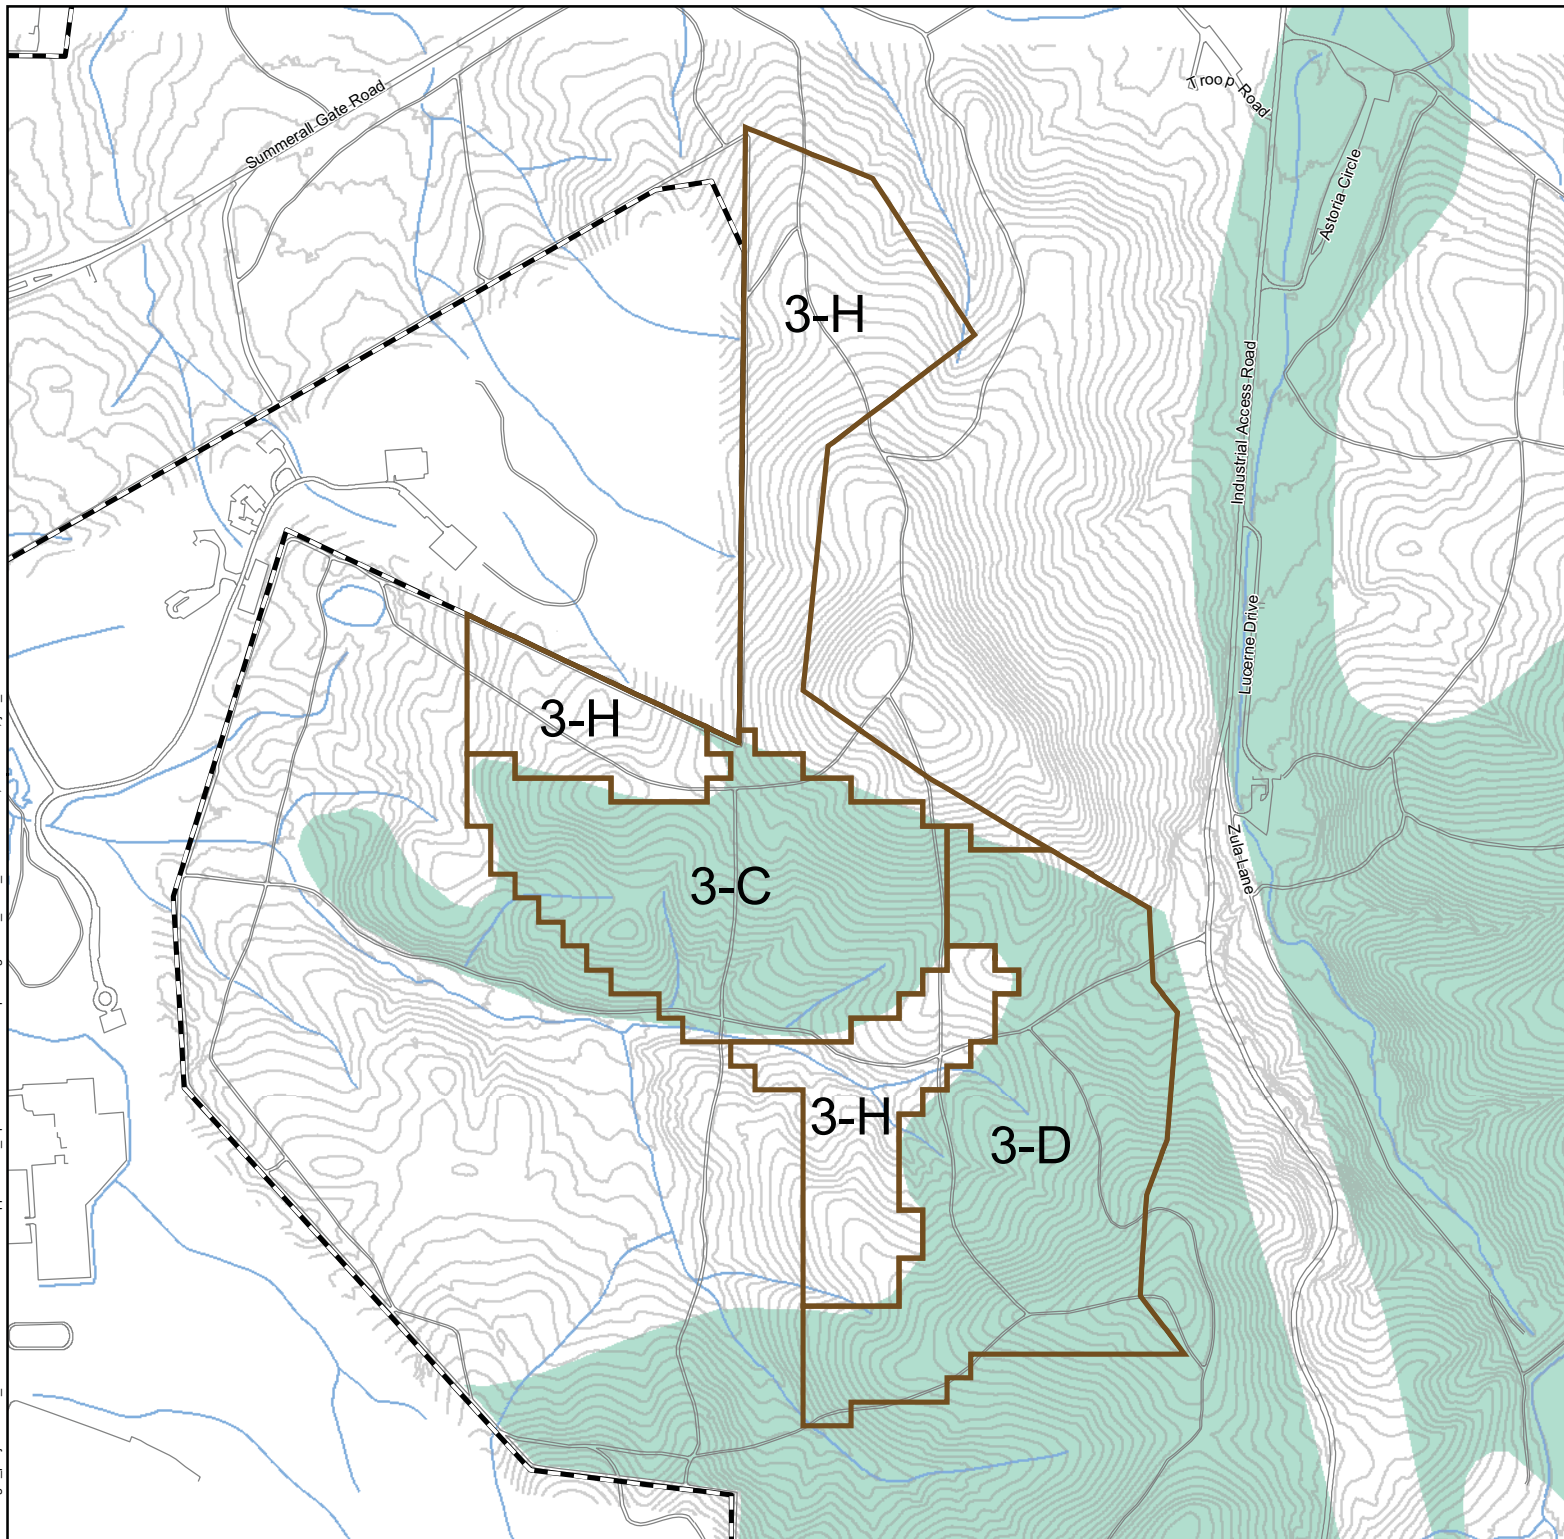 Troop Road
Summerall Gate Road
Astoria Circle
3-H
Industrial Access Road
Lucerne Drive
3-H
Zula Lane
3-C
3-H
3-D